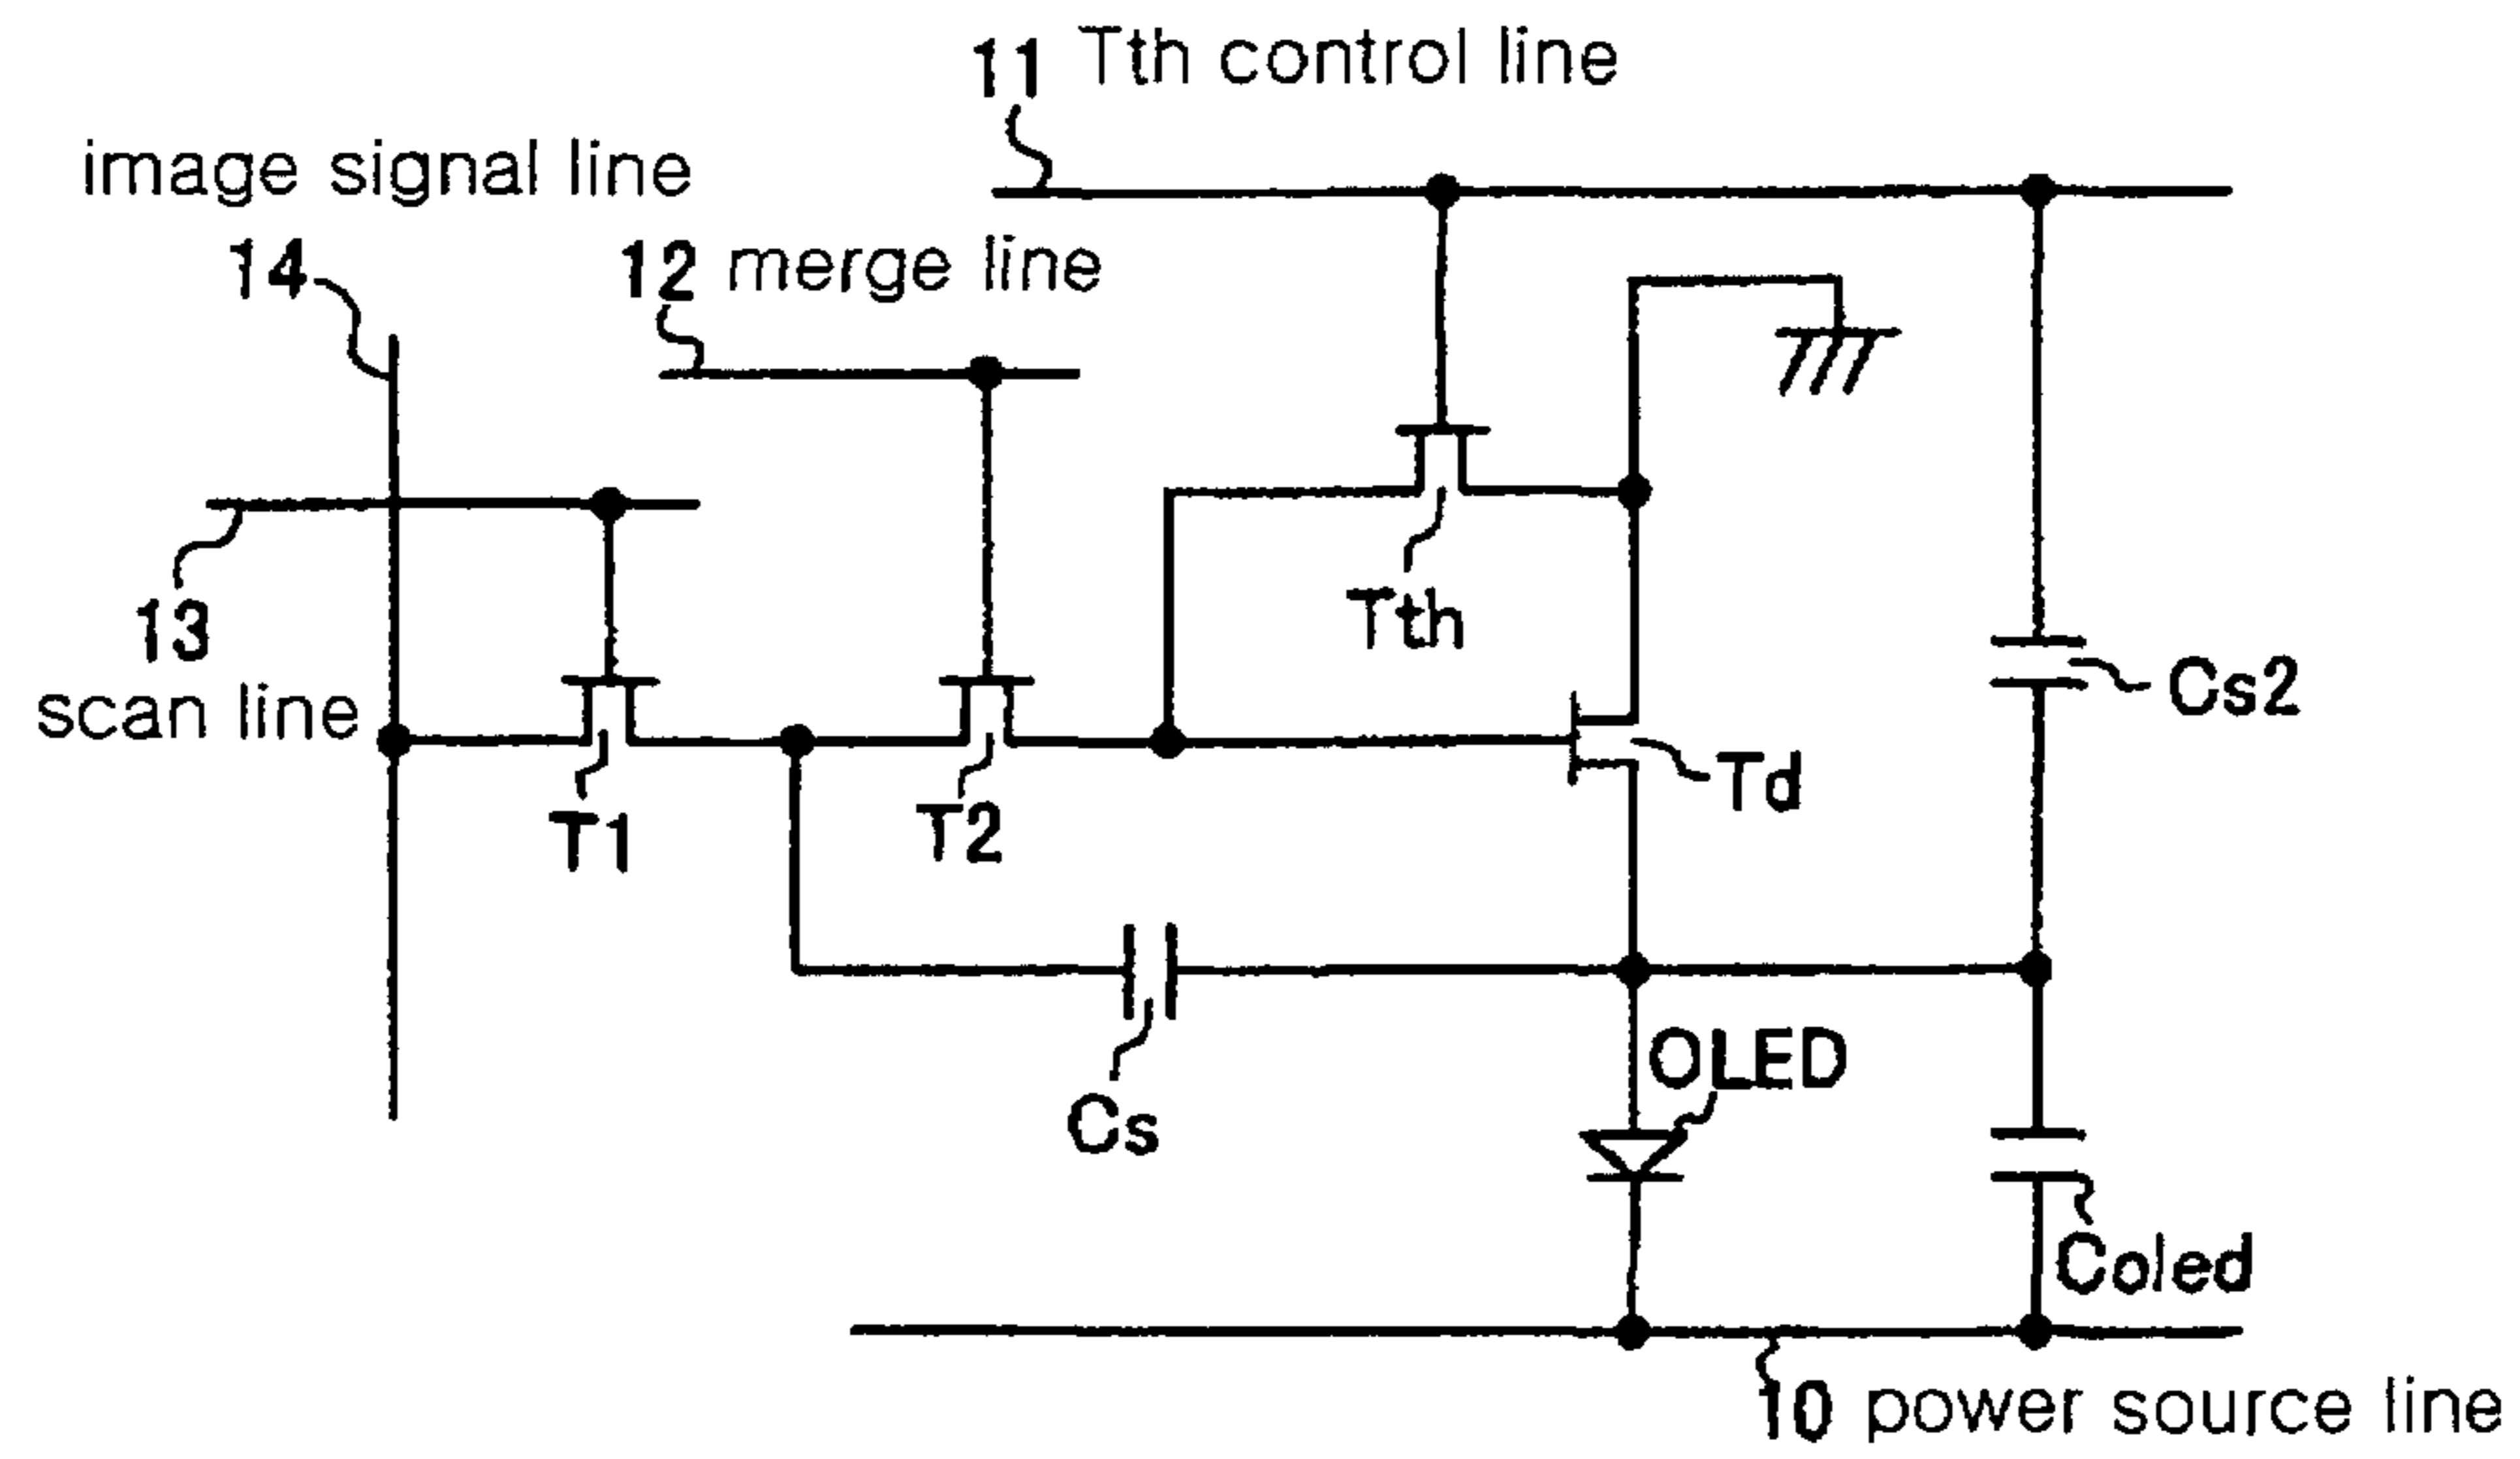 11 Tth control line
image signal line
14
12 merge line
13
scan line
Tth
Cs2
Td
T1
T2
OLED
Cs
Coled
10 power source line